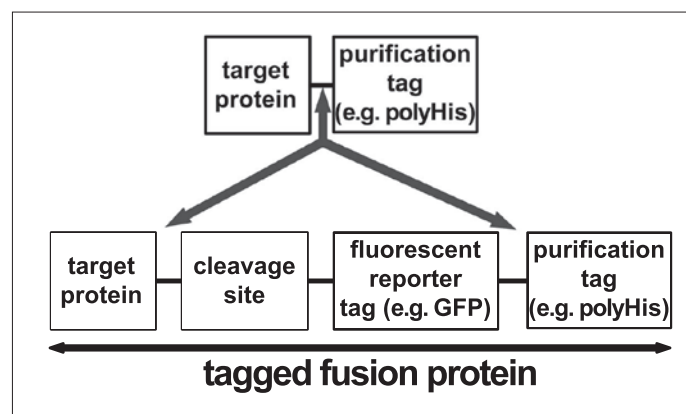 target
protein
purification
tag
(e.g. polyHis)
target
protein
cleavage
site
fluorescent
reporter
tag (e.g. GFP)
purification
tag
(e.g. polyHis)
tagged fusion protein